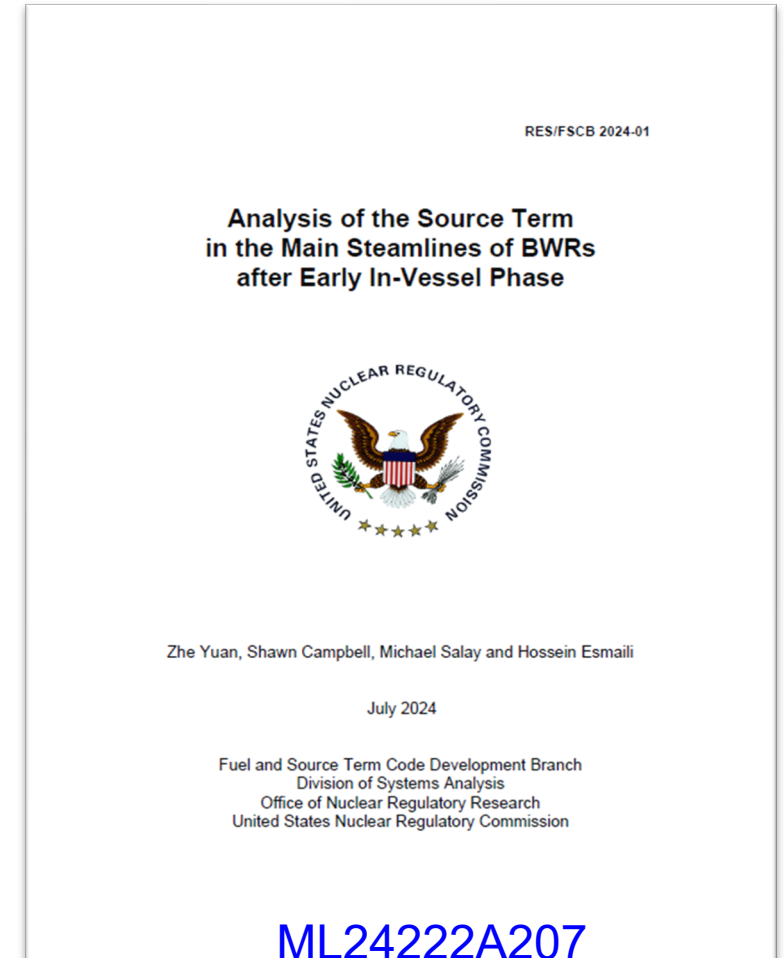 RES/FSCB 2024-01
Analysis of the Source Term
in the Main Steamlines of BWRs
after Early In-Vessel Phase
UNITED STATES NUCLEAR REGULATORY COMMISSION
Zhe Yuan, Shawn Campbell, Michael Salay and Hossein Esmaili
July 2024
Fuel and Source Term Code Development Branch
Division of Systems Analysis
Office of Nuclear Regulatory Research
United States Nuclear Regulatory Commission
ML24222A207